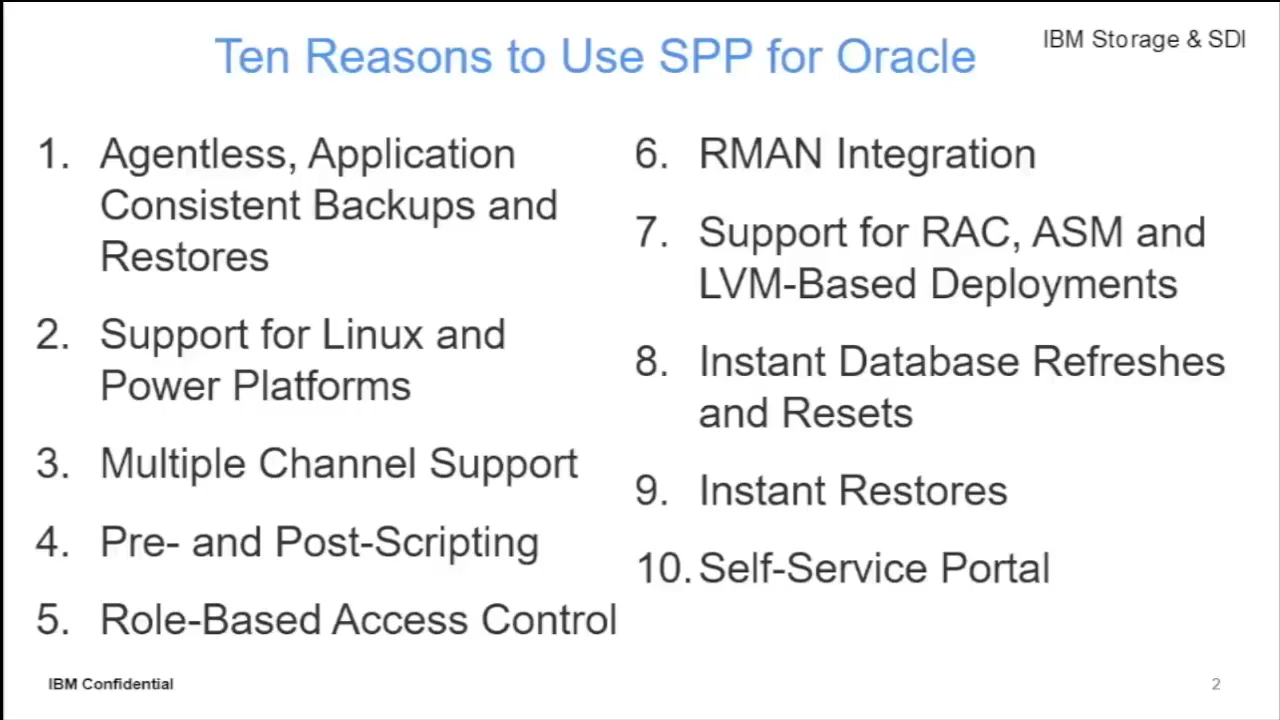 Ten Reasons to Use SPP for Oracle
IBM Storage & SDI
1. Agentless, Application
Consistent Backups and
Restores
2. Support for Linux and
Power Platforms
3. Multiple Channel Support
4. Pre- and Post-Scripting
5. Role-Based Access Control
6. RMAN Integration
7. Support for RAC, ASM and
LVM-Based Deployments
8. Instant Database Refreshes
and Resets
9. Instant Restores
10. Self-Service Portal
IBM Confidential
2